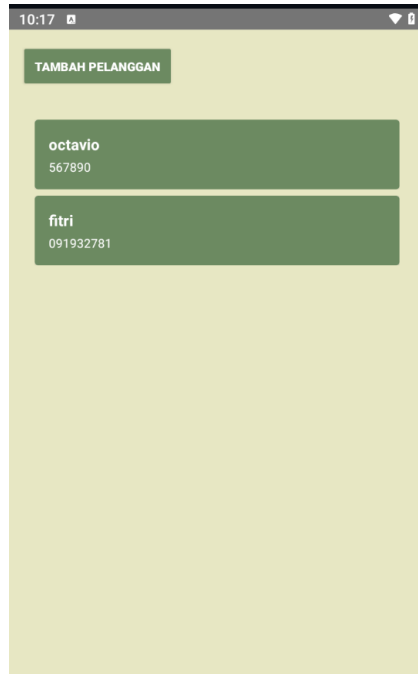 10:17
TAMBAH PELANGGAN
octavio
567890
fitri
091932781